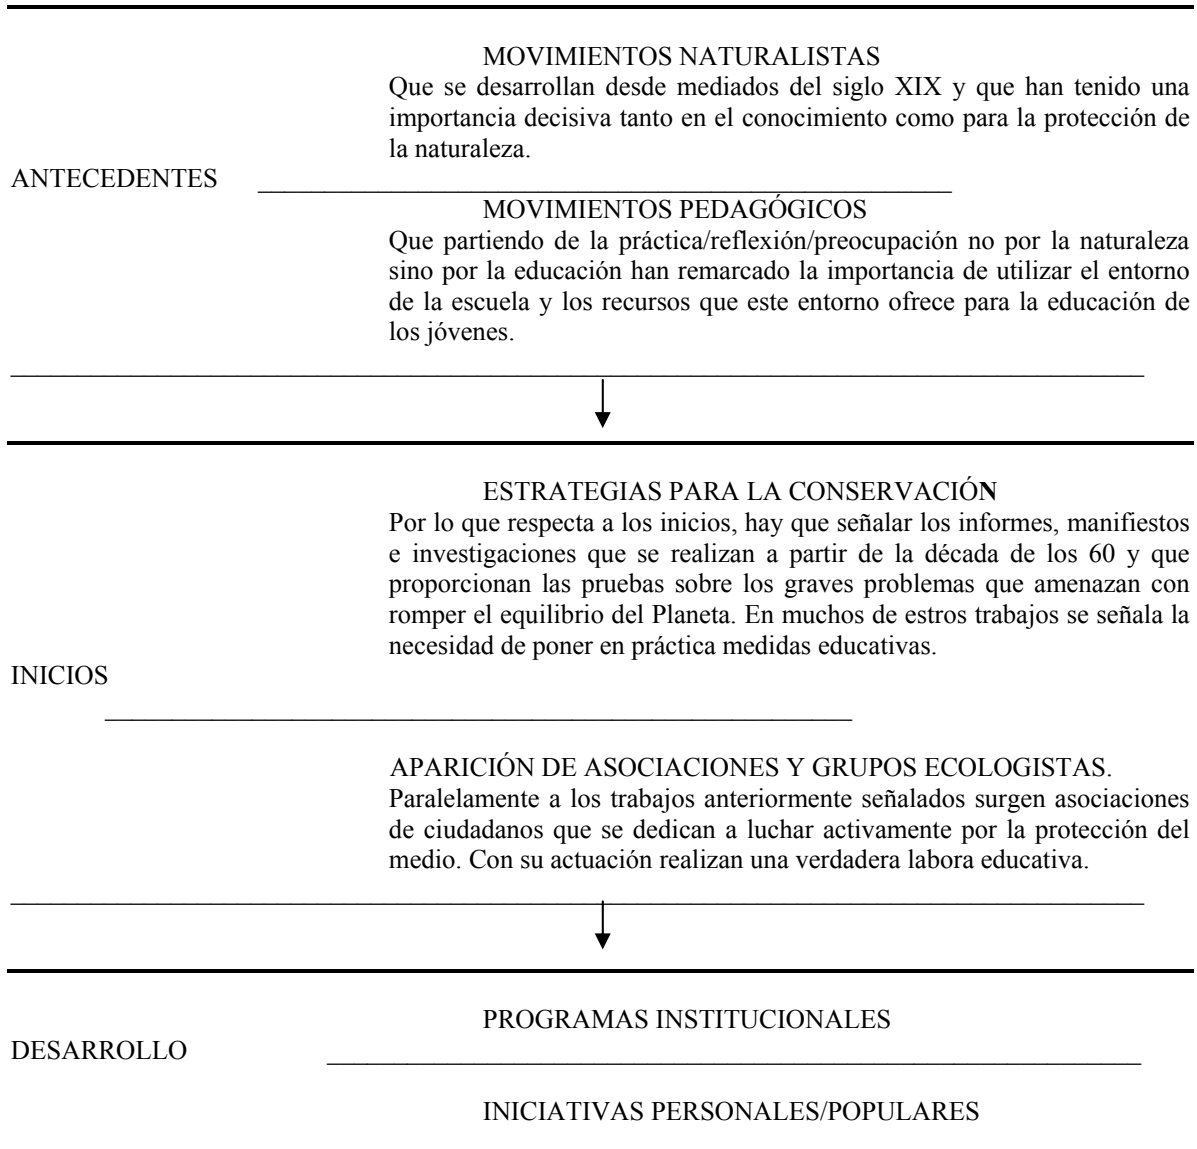 MOVIMIENTOS NATURALISTAS
Que se desarrollan desde mediados del siglo XIX y que han tenido una
importancia decisiva tanto en el conocimiento como para la protección de
la naturaleza.
ANTECEDENTES
MOVIMIENTOS PEDAGÓGICOS
Que partiendo de la práctica/reflexión/preocupación no por la naturaleza
sino por la educación han remarcado la importancia de utilizar el entorno
de la escuela y los recursos que este entorno ofrece para la educación de
los jóvenes.
ESTRATEGIAS PARA LA CONSERVACIÓN
Por lo que respecta a los inicios, hay que señalar los informes, manifiestos
e investigaciones que se realizan a partir de la década de los 60 y que
proporcionan las pruebas sobre los graves problemas que amenazan con
romper el equilibrio del Planeta. En muchos de estros trabajos se señala la
necesidad de poner en práctica medidas educativas.
INICIOS
APARICIÓN DE ASOCIACIONES Y GRUPOS ECOLOGISTAS.
Paralelamente a los trabajos anteriormente señalados surgen asociaciones
de ciudadanos que se dedican a luchar activamente por la protección del
medio. Con su actuación realizan una verdadera labora educativa.
PROGRAMAS INSTITUCIONALES
DESARROLLO
INICIATIVAS PERSONALES/POPULARES